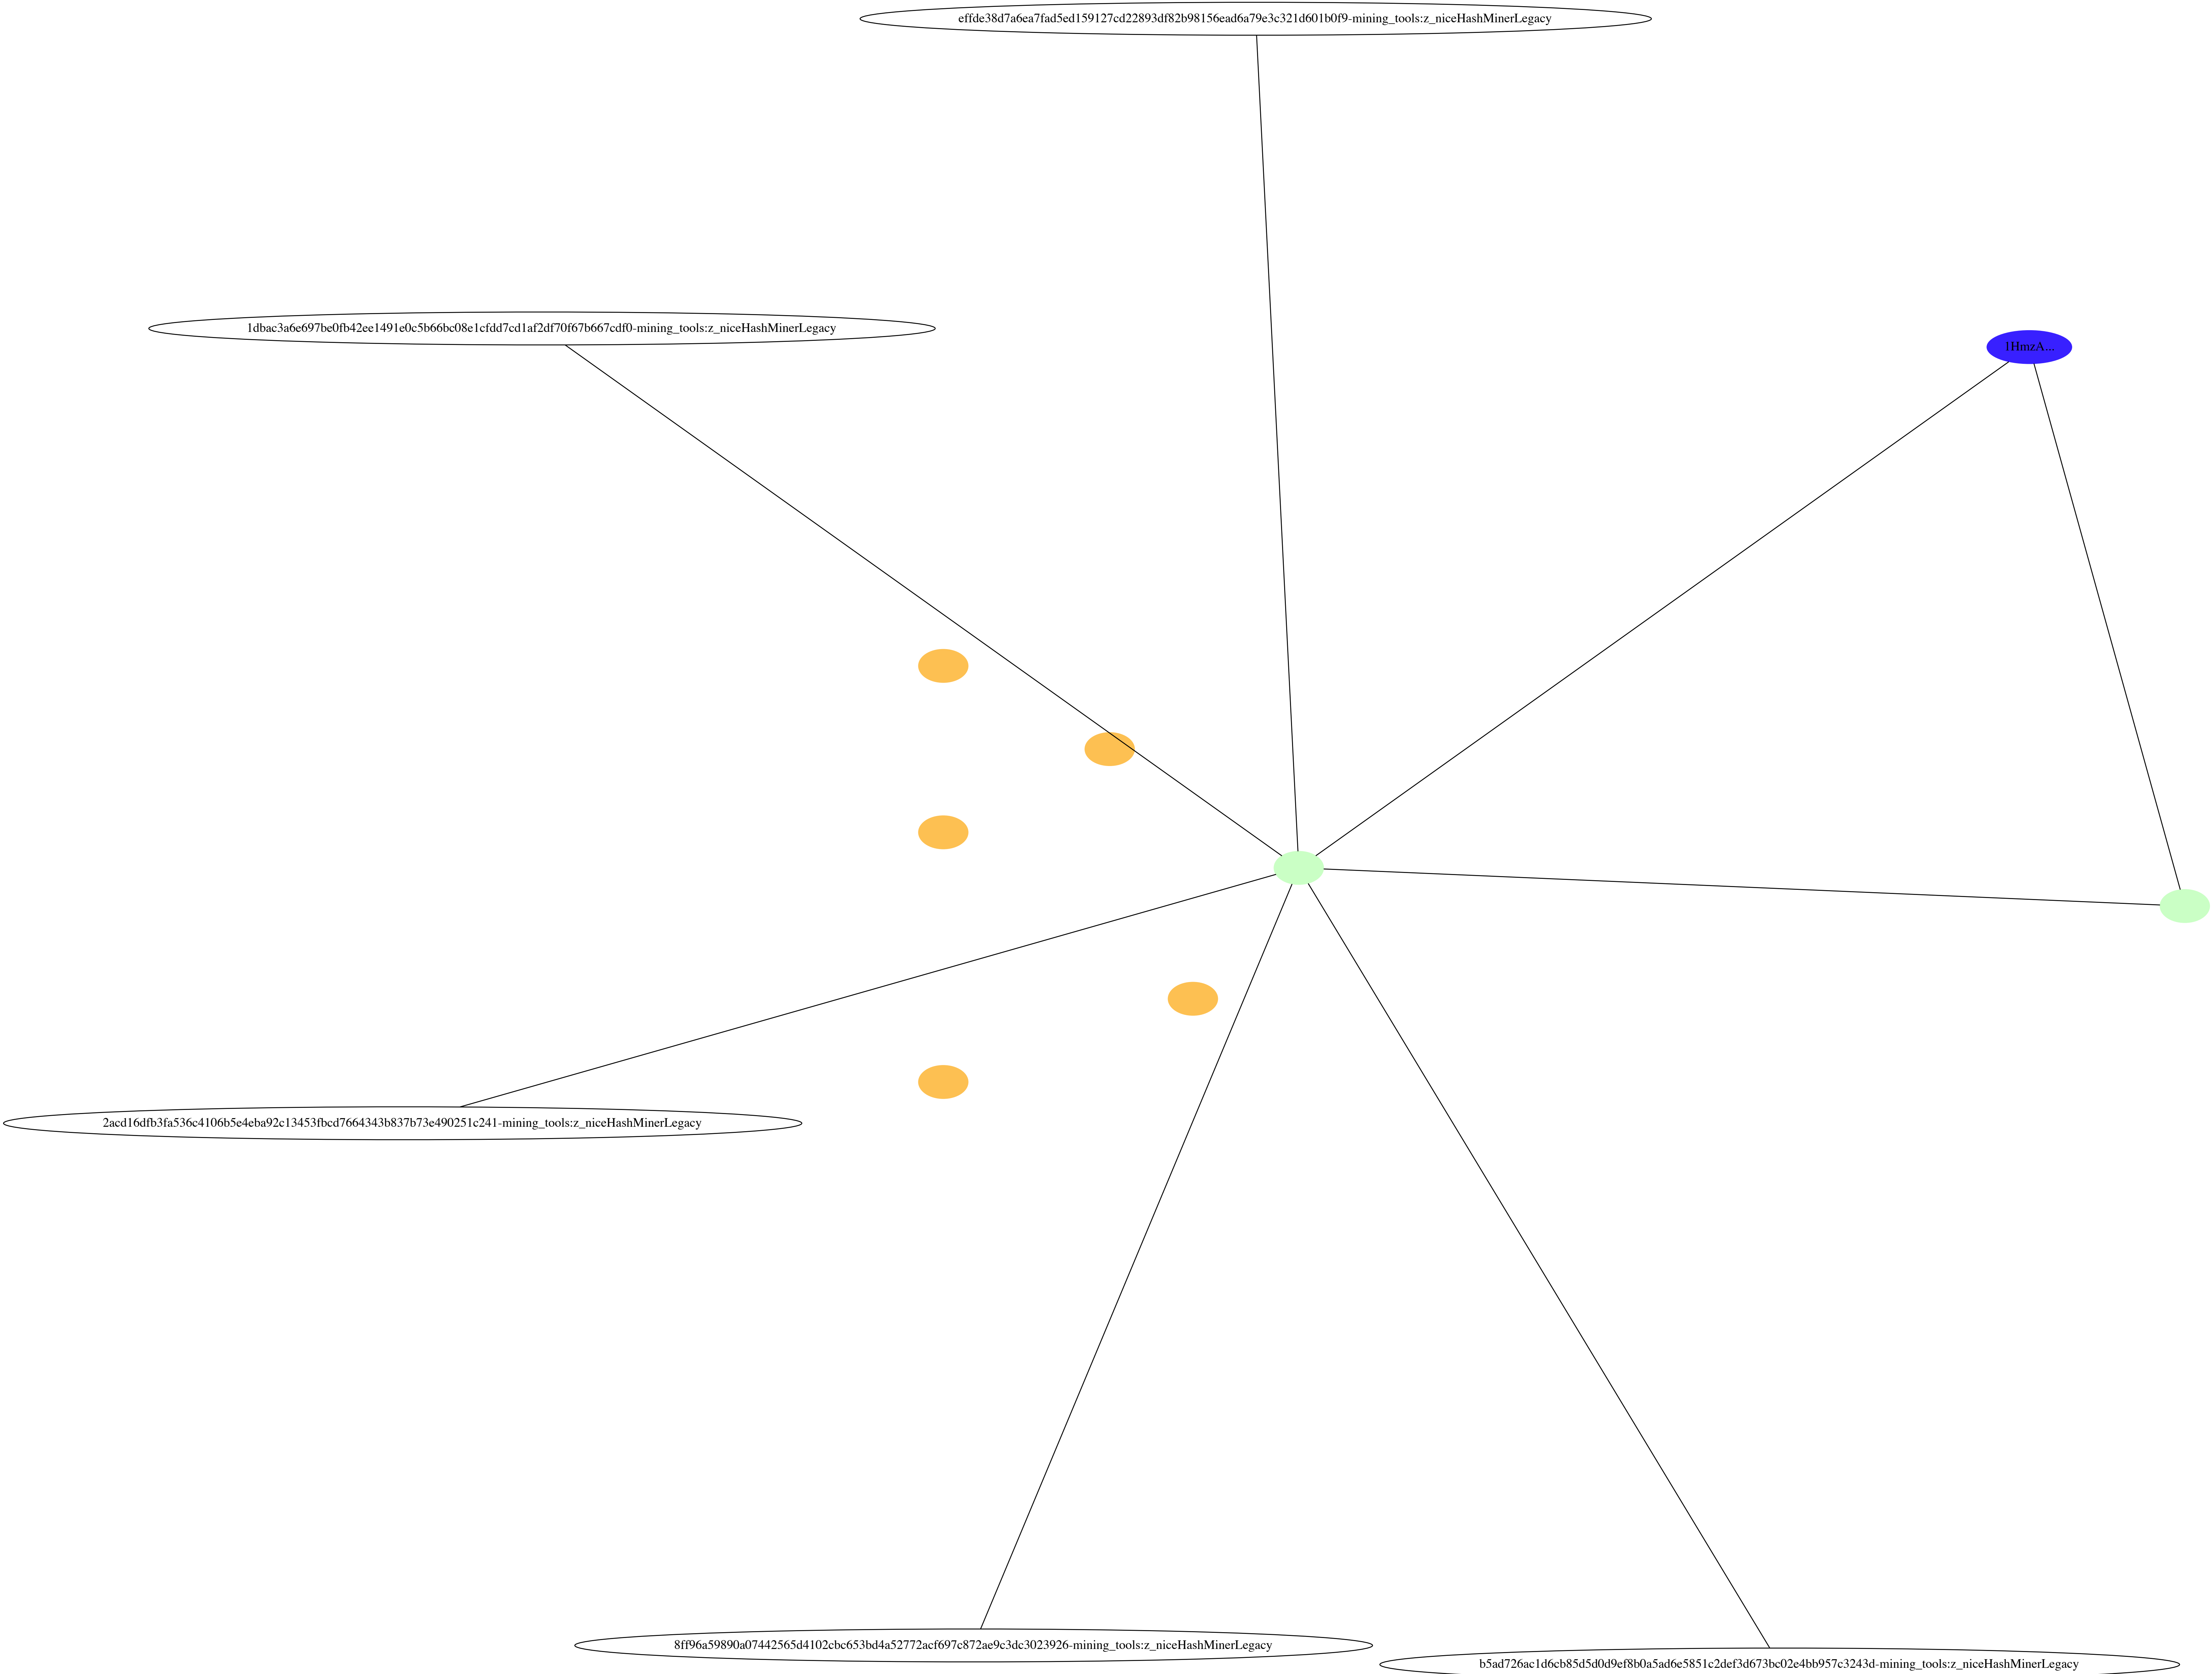 effde38d7a6ea7fad5ed159127cd22893df82b98156ead6a79e3c321d601b0f9-mining_tools:z_niceHashMinerLegacy
1dbac3a6e697be0fb42ee1491e0c5b66bc08e1cfdd7cd1af2df70f67b667cdf0-mining_tools:z_niceHashMinerLegacy
1HmzA...
2acd16dfb3fa536c4106b5e4eba92c13453fbcd7664343b837b73e490251c241-mining_tools:z_niceHashMinerLegacy
8ff96a59890a07442565d4102cbc653bd4a52772acf697c872ae9c3dc3023926-mining_tools:z_niceHashMinerLegacy
b5ad726ac1d6cb85d5d0d9ef8b0a5ad6e5851c2def3d673bc02e4bb957c3243d-mining_tools:z_niceHashMinerLegacy